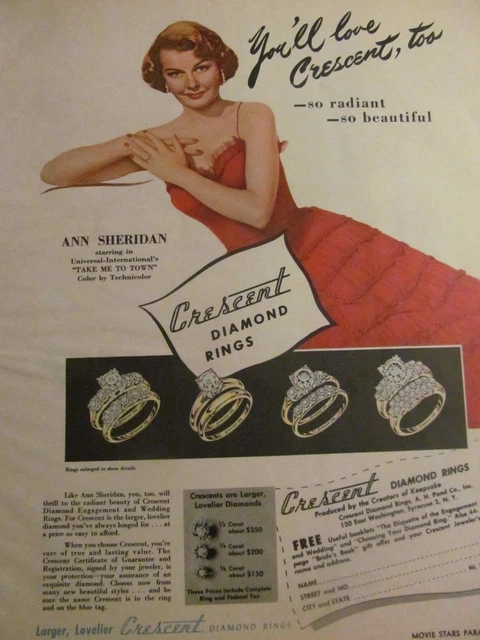 You'll love
Crescent, too
—so radiant
—so beautiful
ANN SHERIDAN
starring in
Universal-International's
"TAKE ME TO TOWN"
Color by Technicolor
Crescent
DIAMOND
RINGS
Rings enlarged to show details.
Like Ann Sheridan, you, too, will
thrill to the radiant beauty of Crescent
Diamond Engagement and Wedding
Rings. For Crescent is the larger, lovelier
diamond you've always longed for . . . at
a price so easy to afford.
When you choose Crescent, you're
sure of true and lasting value. The
Crescent Certificate of Guarantee and
Registration, signed by your jeweler, is
your protection—your assurance of an
exquisite diamond. Choose now from
many new beautiful styles . . . and be
sure the name Crescent is in the ring
and on the blue tag.
Crescents are Larger,
Lovelier Diamonds
Carat
about $350
Carat
about $200
Carat
about $150
These Prices Include Complete
Ring and Federal Tax
Crescent DIAMOND RINGS
Produced by the Creators of Keepsake
Crescent Diamond Rings, A. H. Pond Co., Inc.
120 East Washington, Syracuse 2, N. Y.
FREE Useful booklets "The Etiquette of the Engagement
and Wedding" and "Choosing Your Diamond Ring." Also 44-
page "Bride's Book" gift offer and your Crescent Jeweler's
name and address.
NAME
STREET and NO.
CITY and STATE
Larger, Lovelier Crescent DIAMOND RINGS
MOVIE STARS PARA